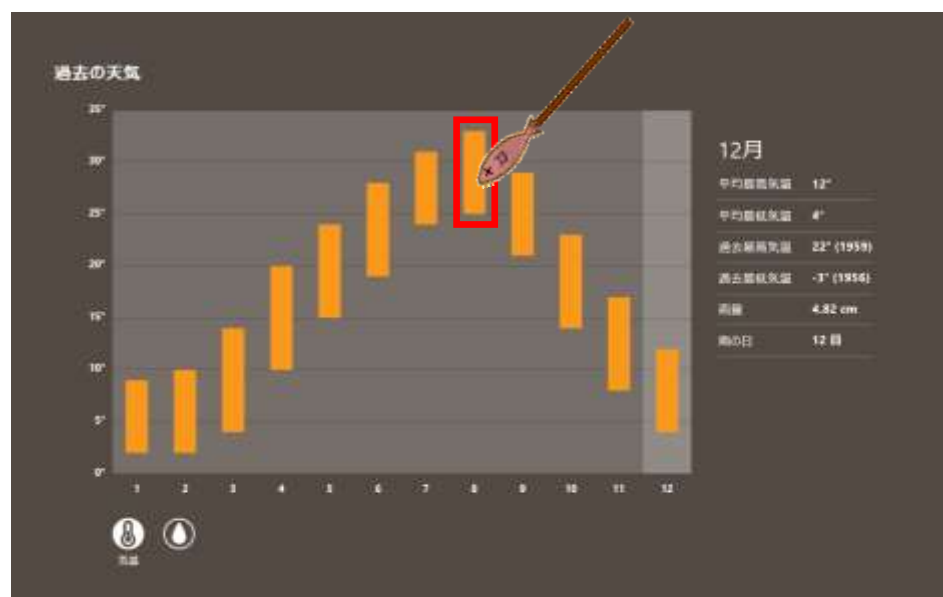 過去の天気
35°
30°
25°
20°
15°
10°
5°
0°
1 2 3 4 5 6 7 8 9 10 11 12
気温
12月
平均最高気温 12°
平均最低気温 4°
過去最高気温 22° (1959)
過去最低気温 -3° (1956)
雨量 4.82 cm
雨の日 12 日